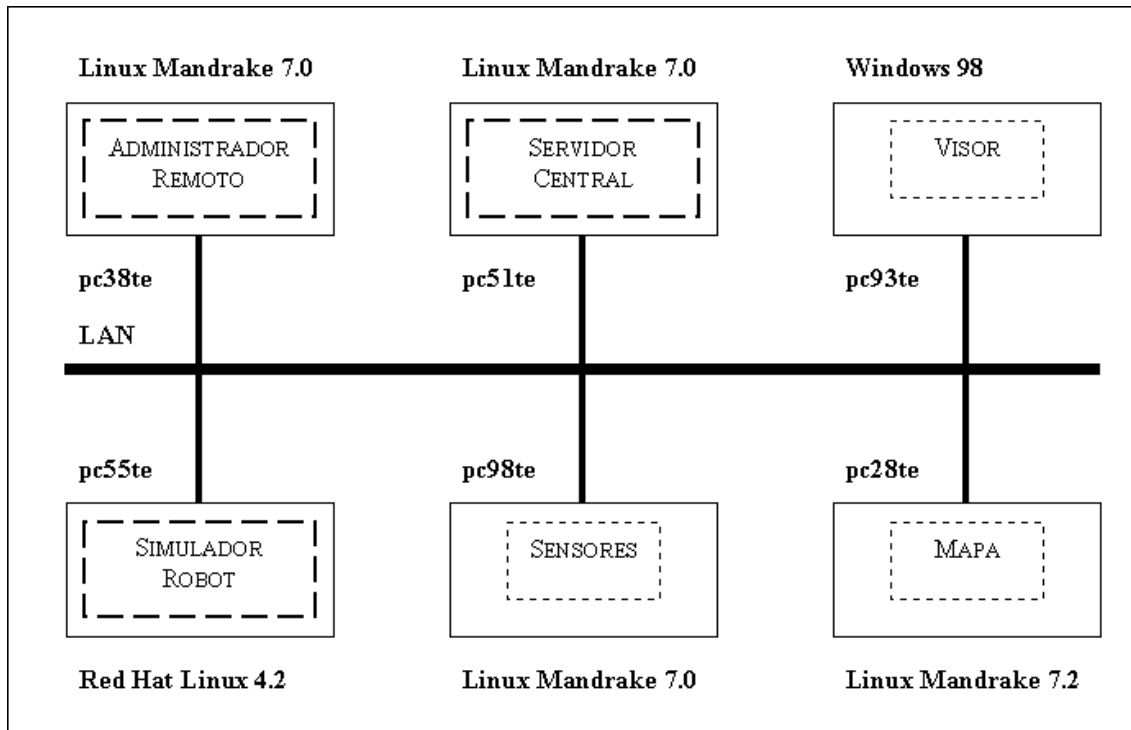 Linux Mandrake 7.0
Linux Mandrake 7.0
Windows 98
ADMINISTRADOR
REMOTO
SERVIDOR
CENTRAL
VISOR
pc38te
pc51te
pc93te
LAN
pc55te
pc98te
pc28te
SIMULADOR
ROBOT
SENSORES
MAPA
Red Hat Linux 4.2
Linux Mandrake 7.0
Linux Mandrake 7.2